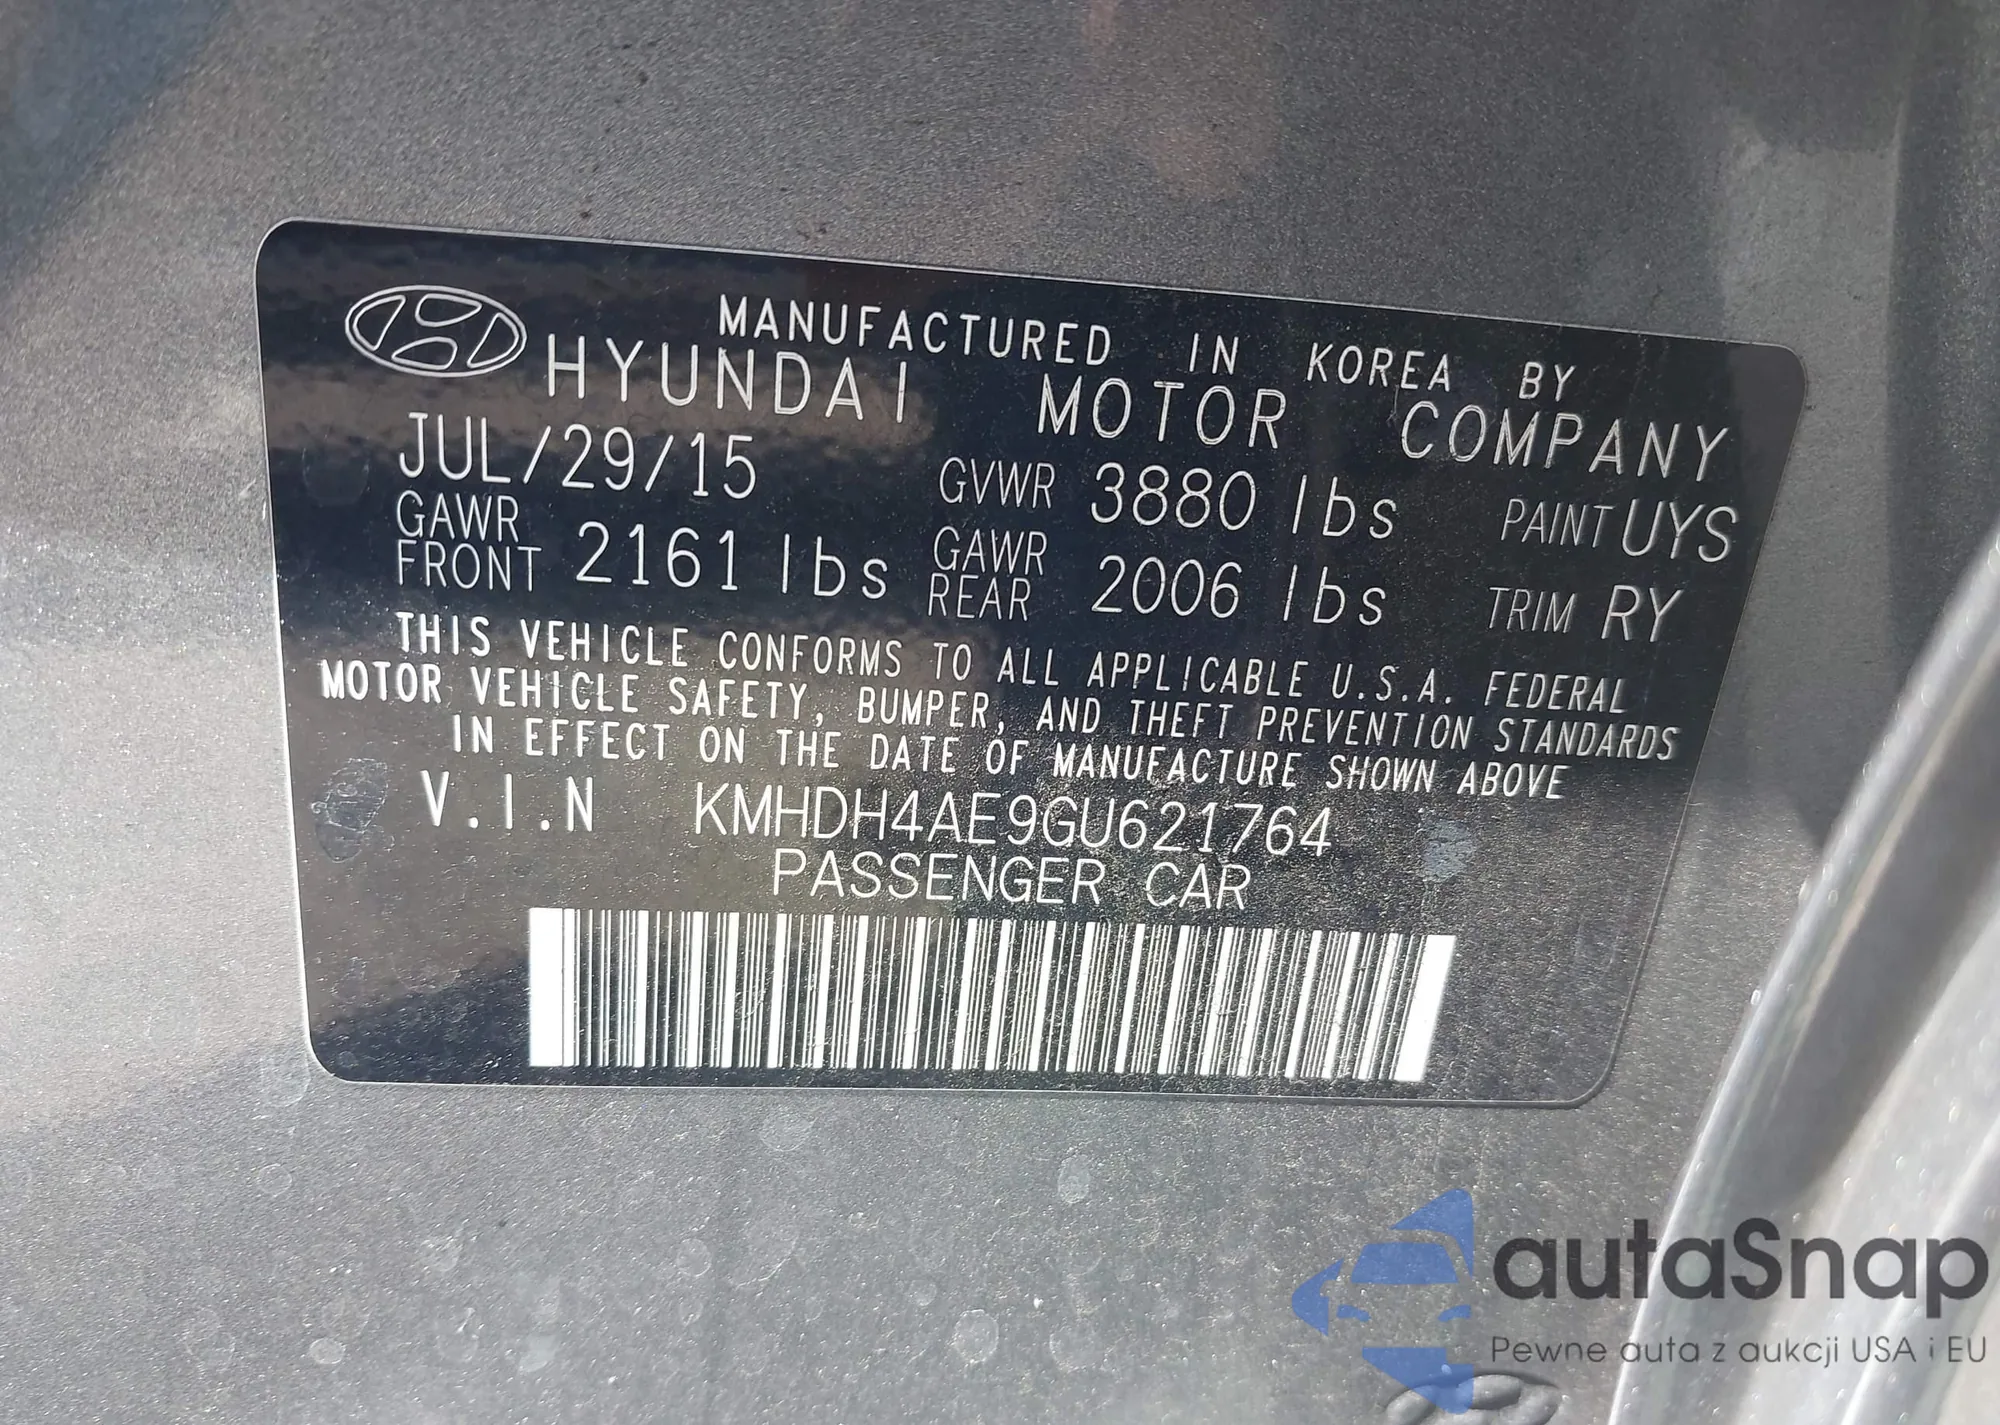 MANUFACTURED IN KOREA BY
HYUNDAI MOTOR COMPANY
JUL/29/15 GVWR 3880 lbs PAINT UYS
GAWR FRONT 2161 lbs GAWR REAR 2006 lbs TRIM RY
THIS VEHICLE CONFORMS TO ALL APPLICABLE U.S.A. FEDERAL
MOTOR VEHICLE SAFETY, BUMPER, AND THEFT PREVENTION STANDARDS
IN EFFECT ON THE DATE OF MANUFACTURE SHOWN ABOVE
V.I.N KMHDH4AE9GU621764
PASSENGER CAR
autaSnap
Pewne auta z aukcji USA i EU